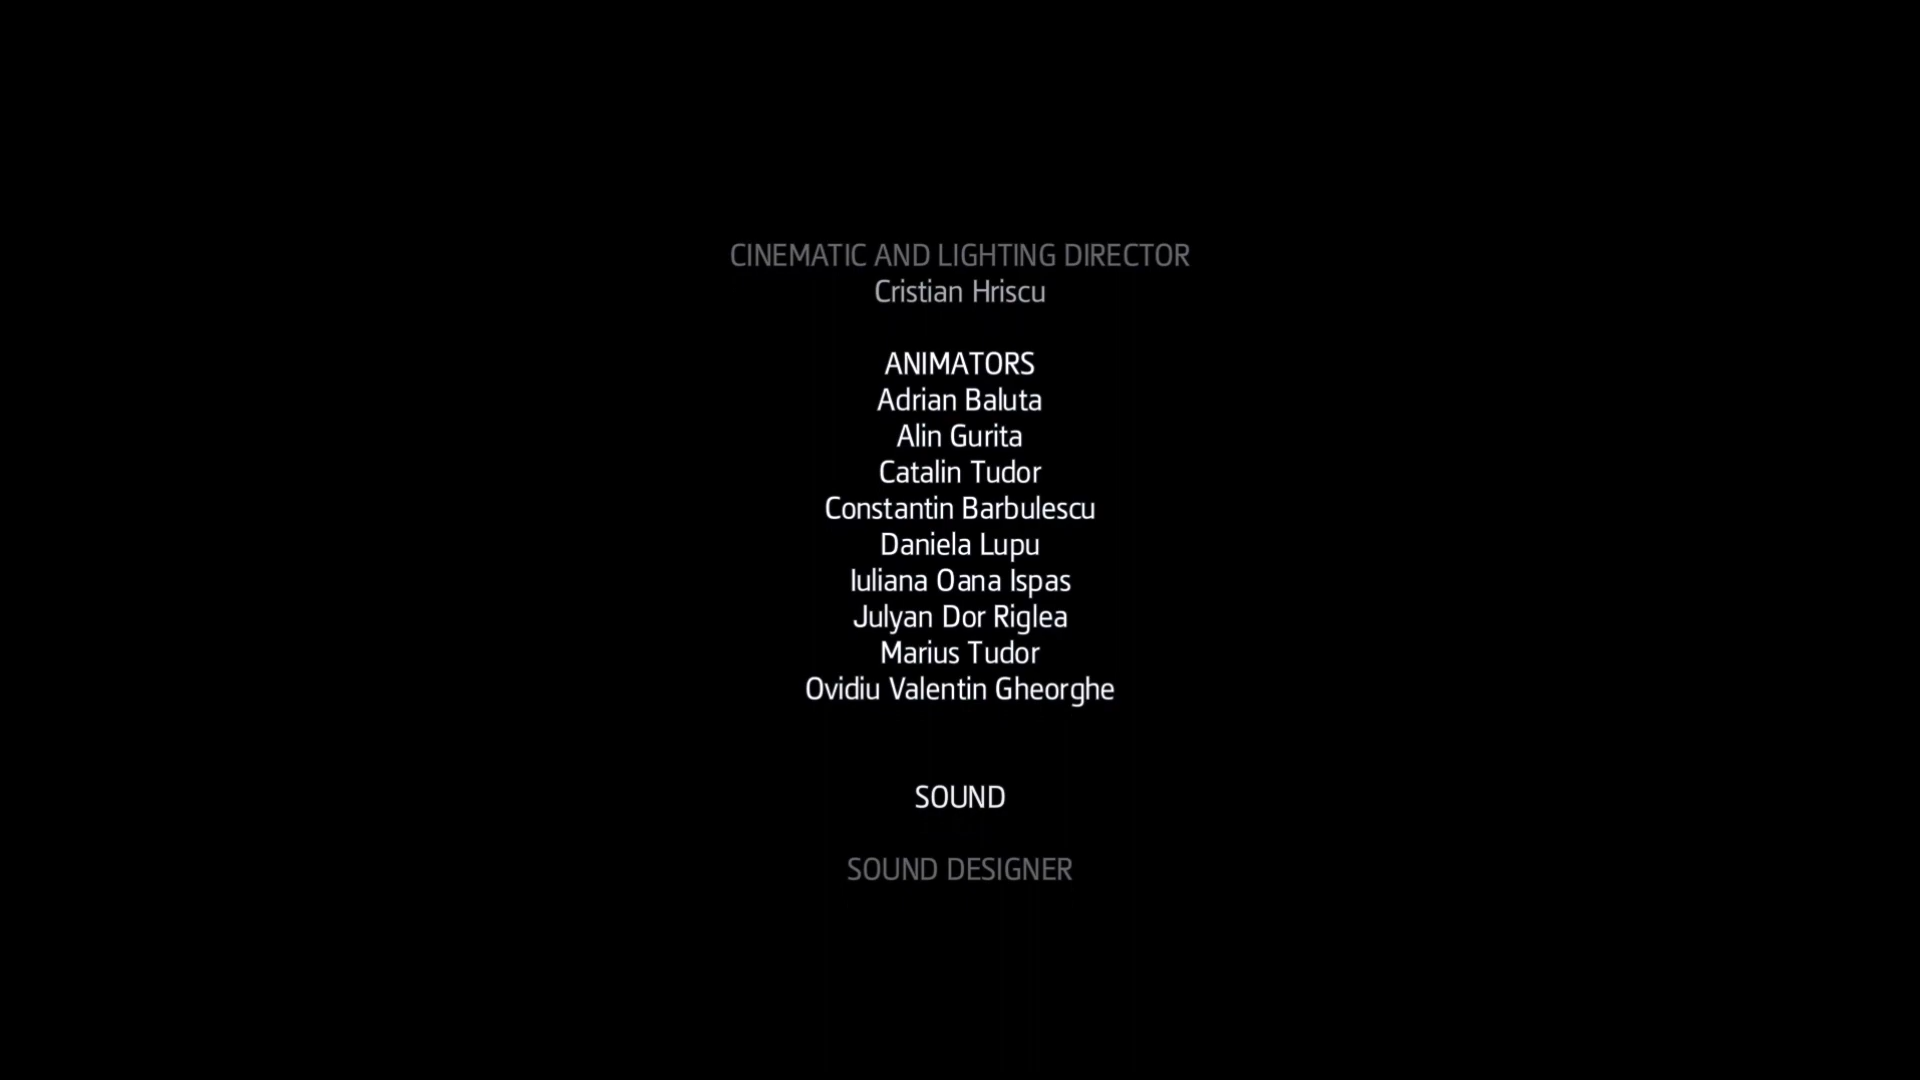 CINEMATIC AND LIGHTING DIRECTOR
Cristian Hriscu
ANIMATORS
Adrian Baluta
Alin Gurita
Catalin Tudor
Constantin Barbulescu
Daniela Lupu
Iuliana Oana Ispas
Julyan Dor Riglea
Marius Tudor
Ovidiu Valentin Gheorghe
SOUND
SOUND DESIGNER